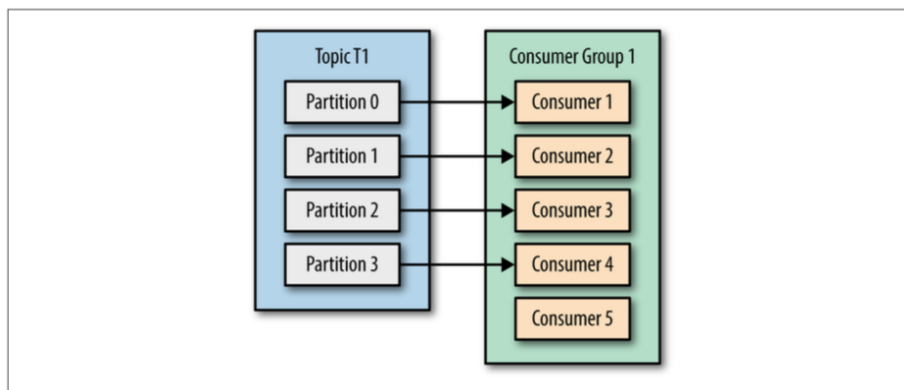 Topic T1
Partition 0
Partition 1
Partition 2
Partition 3
Consumer Group 1
Consumer 1
Consumer 2
Consumer 3
Consumer 4
Consumer 5